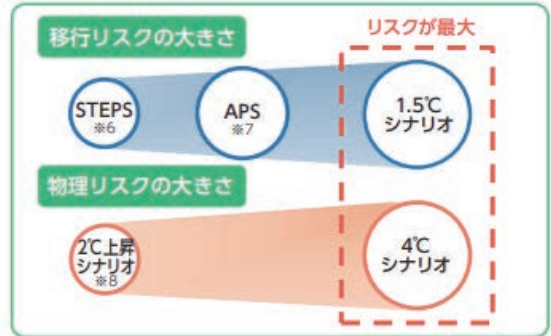 移行リスクの大きさ
リスクが最大
STEPS
※6
APS
※7
1.5℃
シナリオ
物理リスクの大きさ
2℃上昇
シナリオ
※8
4℃
シナリオ